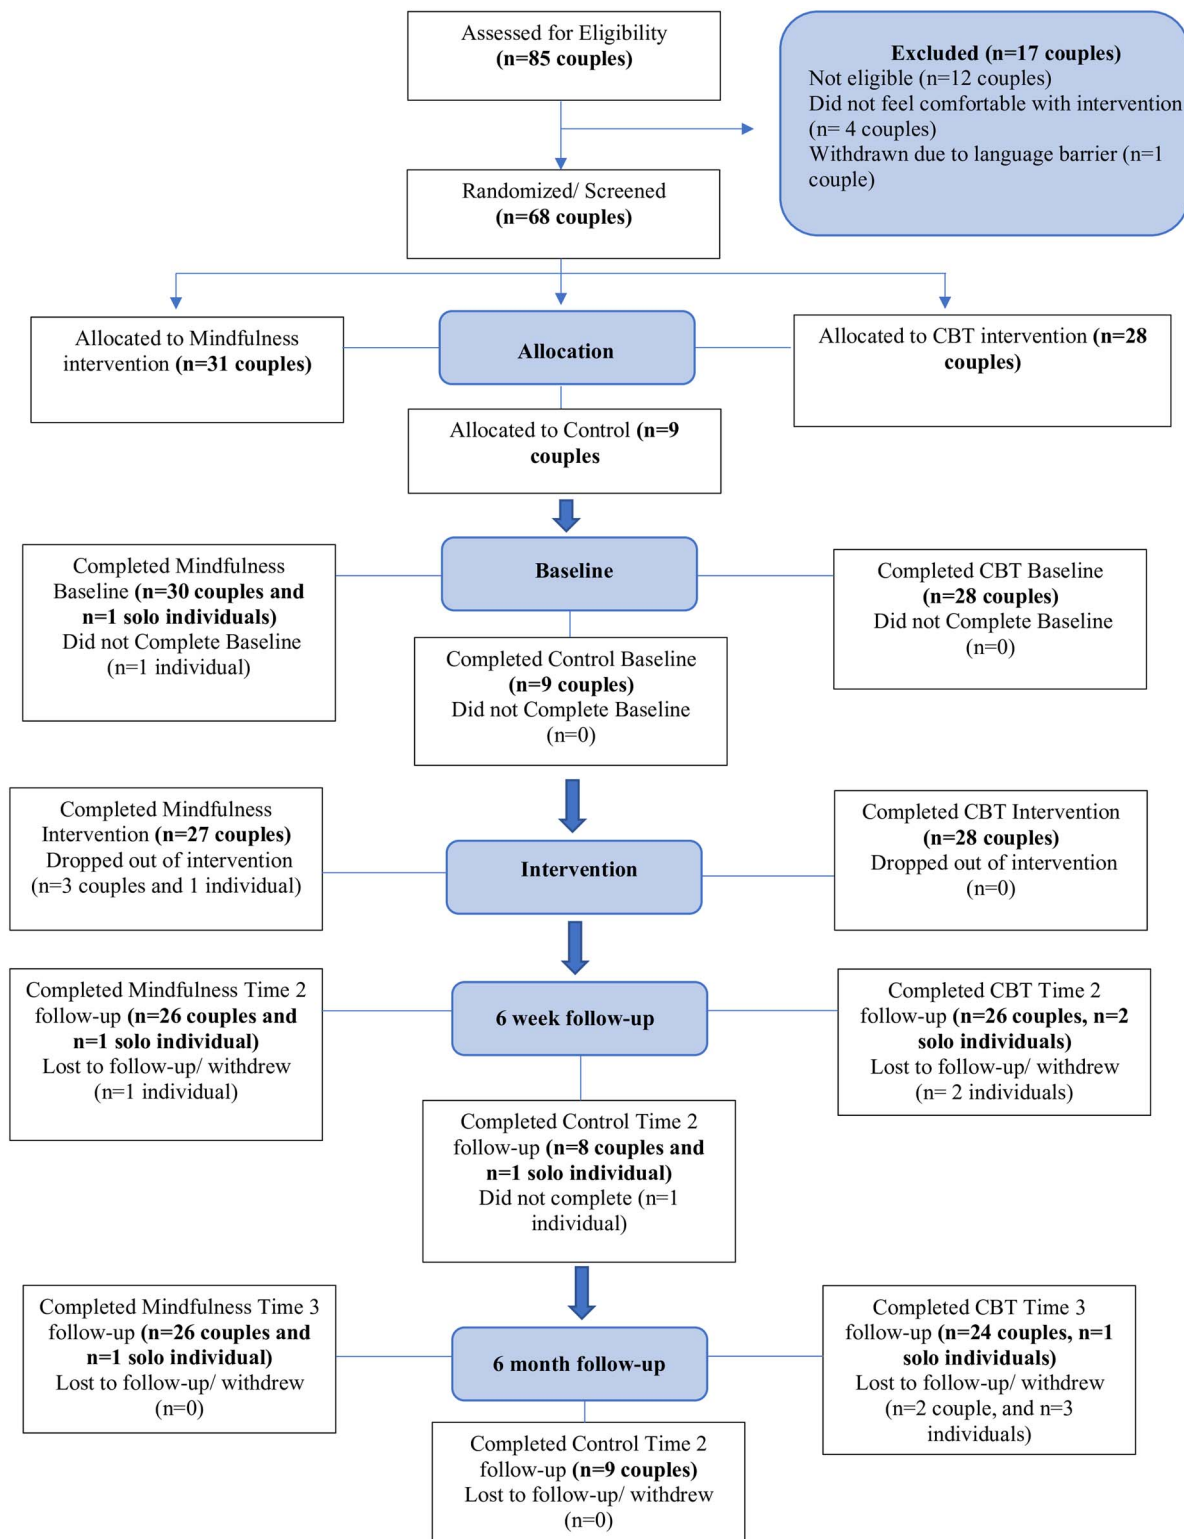 Assessed for Eligibility
(n=85 couples)
Excluded (n=17 couples)
Not eligible (n=12 couples)
Did not feel comfortable with intervention
(n= 4 couples)
Withdrawn due to language barrier (n=1
couple)
Randomized/ Screened
(n=68 couples)
Allocated to Mindfulness
intervention (n=31 couples)
Allocation
Allocated to CBT intervention (n=28
couples)
Allocated to Control (n=9
couples
Completed Mindfulness
Baseline (n=30 couples and
n=1 solo individuals)
Did not Complete Baseline
(n=1 individual)
Baseline
Completed CBT Baseline
(n=28 couples)
Did not Complete Baseline
(n=0)
Completed Control Baseline
(n=9 couples)
Did not Complete Baseline
(n=0)
Completed Mindfulness
Intervention (n=27 couples)
Dropped out of intervention
(n=3 couples and 1 individual)
Intervention
Completed CBT Intervention
(n=28 couples)
Dropped out of intervention
(n=0)
Completed Mindfulness Time 2
follow-up (n=26 couples and
n=1 solo individual)
Lost to follow-up/ withdrew
(n=1 individual)
6 week follow-up
Completed CBT Time 2
follow-up (n=26 couples, n=2
solo individuals)
Lost to follow-up/ withdrew
(n= 2 individuals)
Completed Control Time 2
follow-up (n=8 couples and
n=1 solo individual)
Did not complete (n=1
individual)
Completed Mindfulness Time 3
follow-up (n=26 couples and
n=1 solo individual)
Lost to follow-up/ withdrew
(n=0)
6 month follow-up
Completed CBT Time 3
follow-up (n=24 couples, n=1
solo individuals)
Lost to follow-up/ withdrew
(n=2 couple, and n=3
individuals)
Completed Control Time 2
follow-up (n=9 couples)
Lost to follow-up/ withdrew
(n=0)